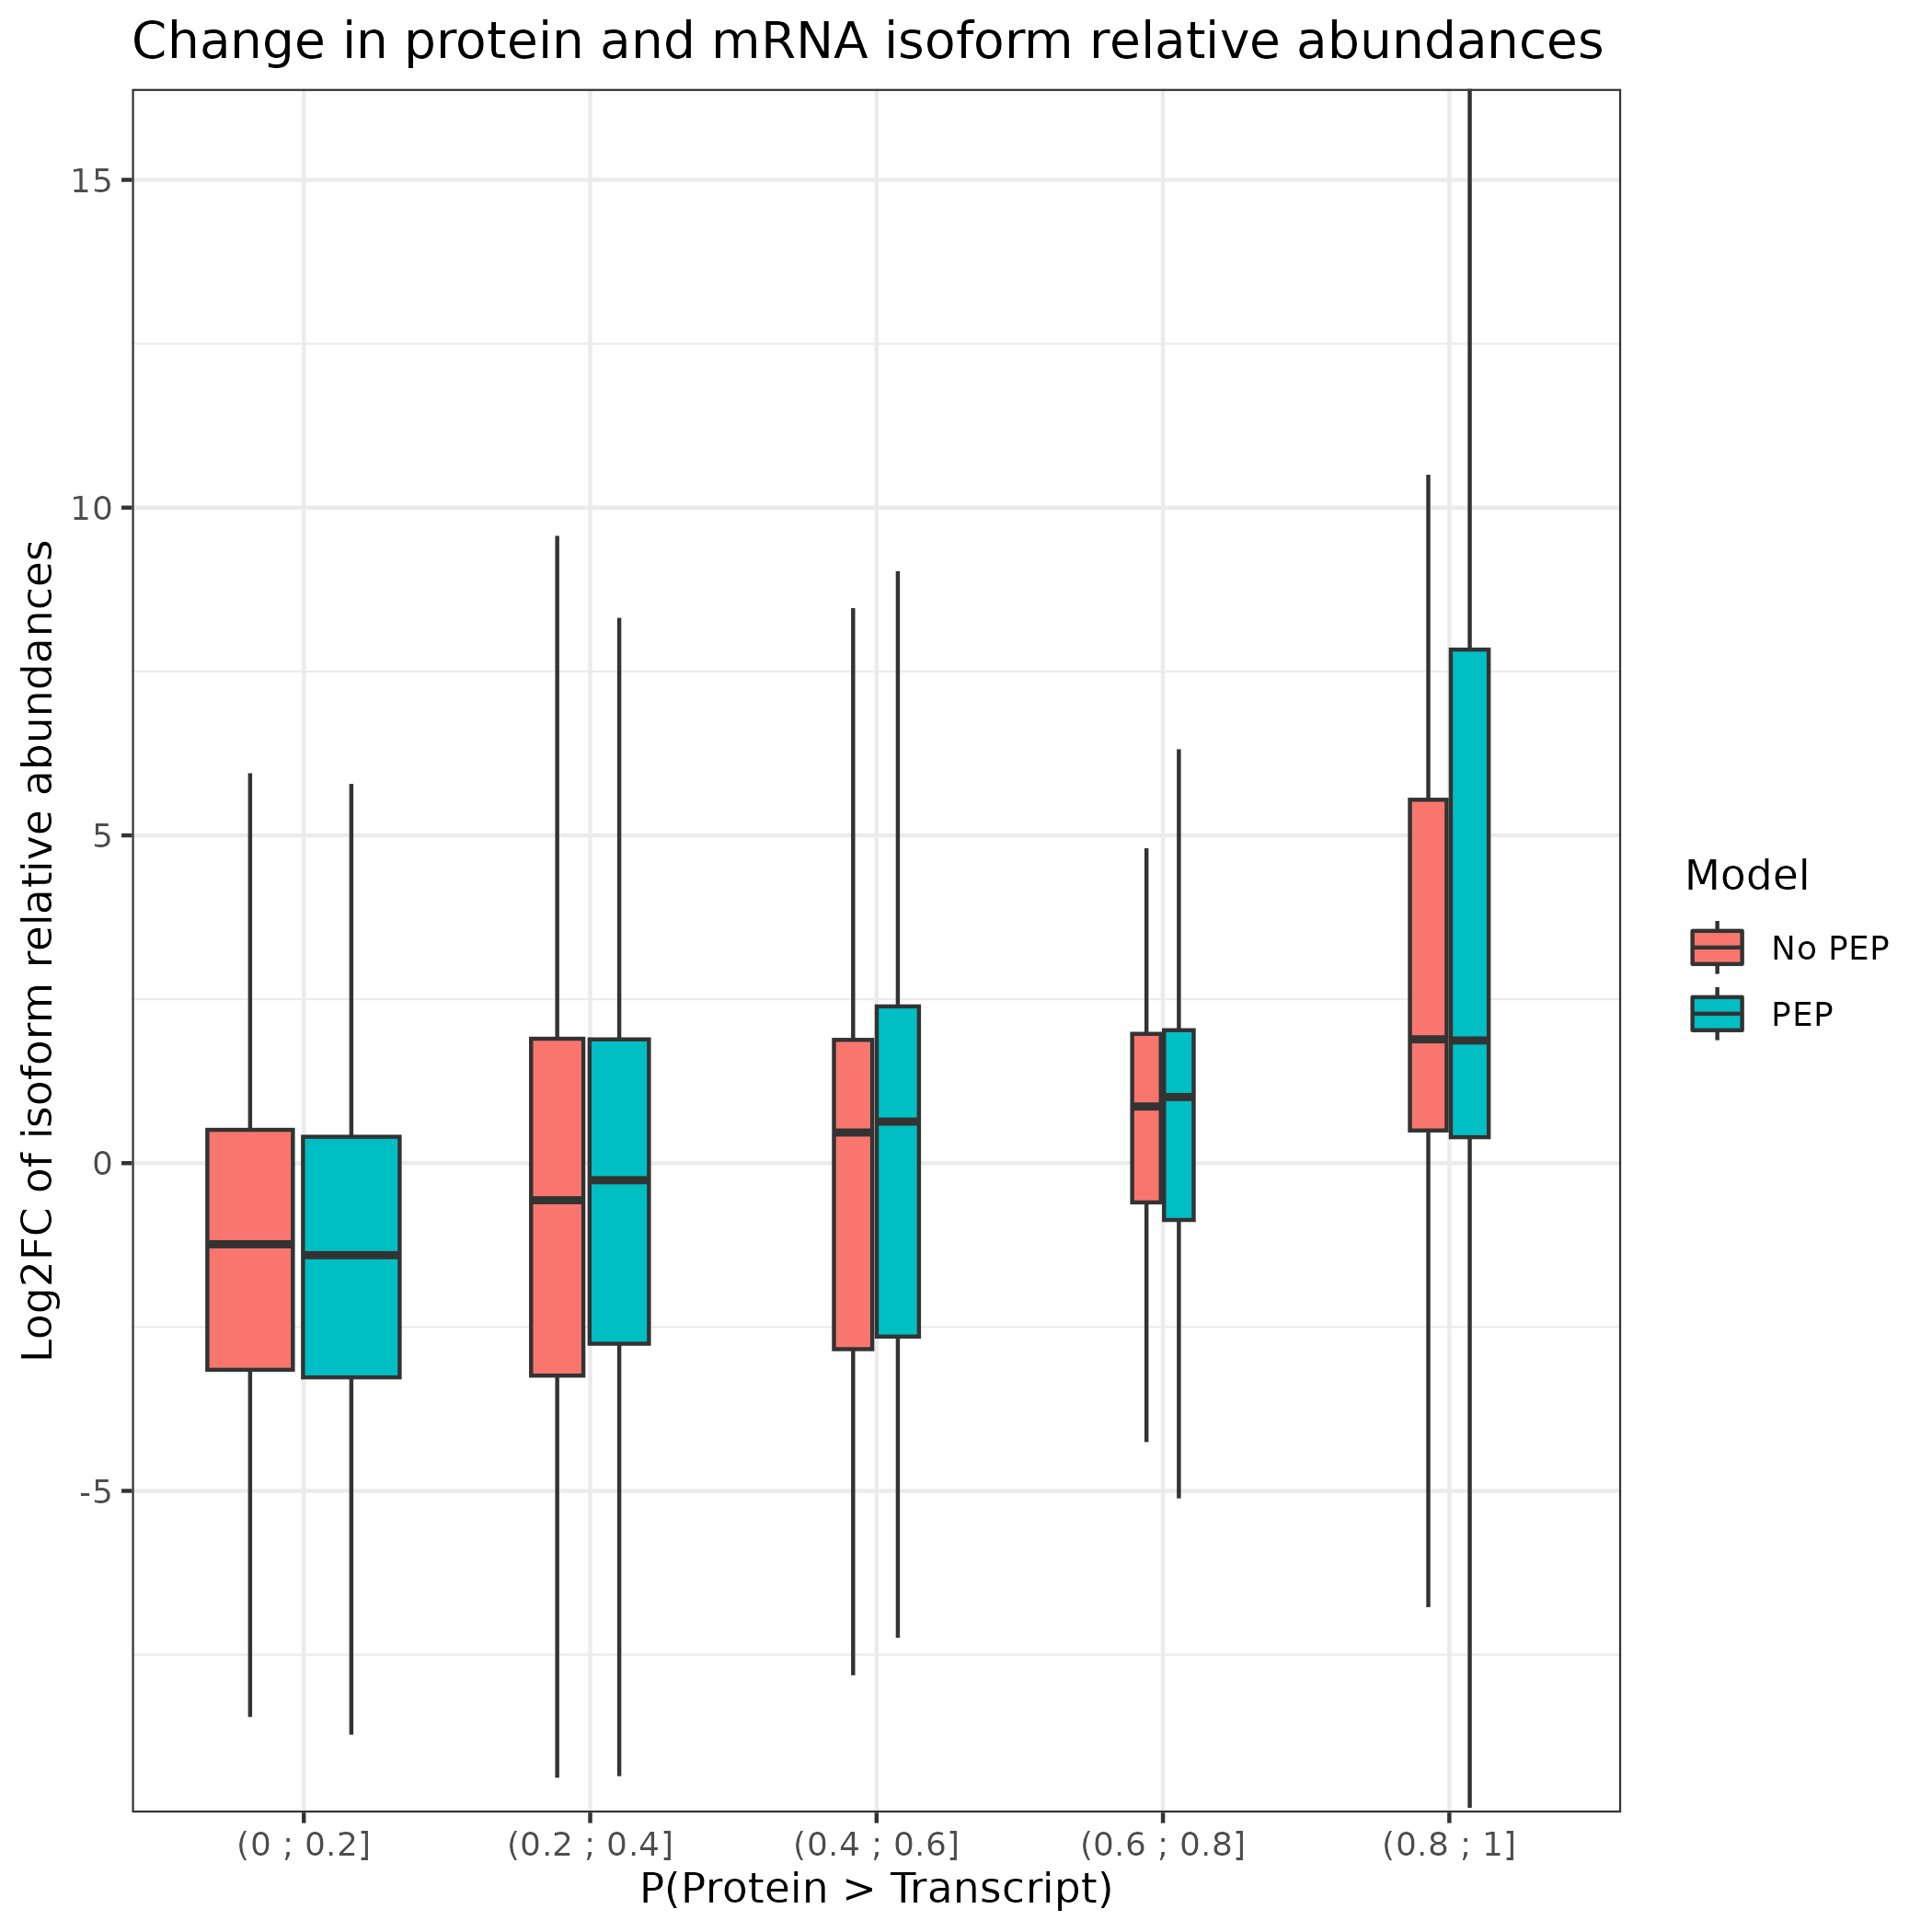 Change in protein and mRNA isoform relative abundances
Log2FC of isoform relative abundances
15
10
5
0
-5
(0 ; 0.2]
(0.2 ; 0.4]
(0.4 ; 0.6]
(0.6 ; 0.8]
(0.8 ; 1]
P(Protein > Transcript)
Model
No PEP
PEP